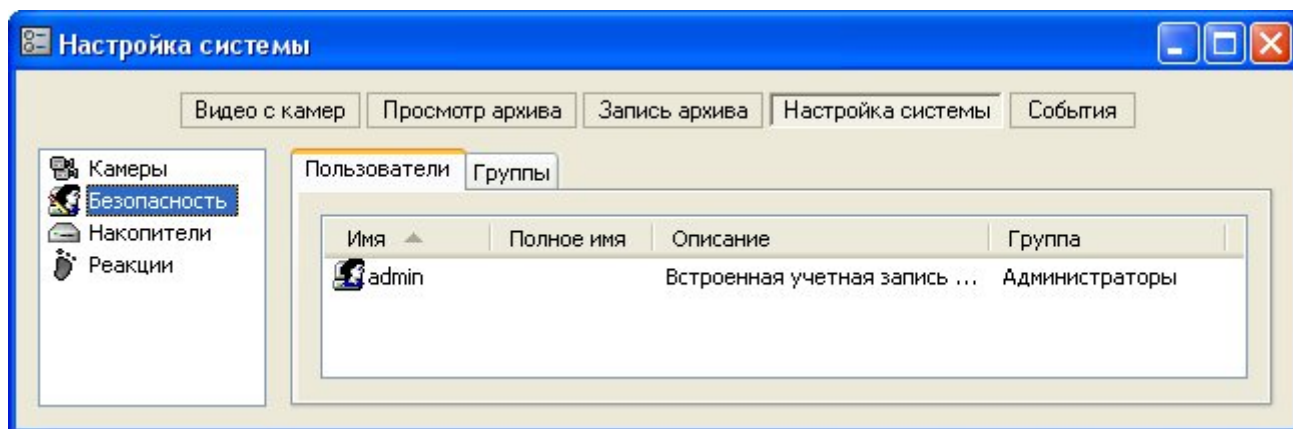 Настройка системы
Видео с камер Просмотр архива Запись архива Настройка системы События
Камеры
Безопасность
Накопители
Реакции
Пользователи Группы
Имя Полное имя Описание Группа
admin Встроенная учетная запись ... Администраторы